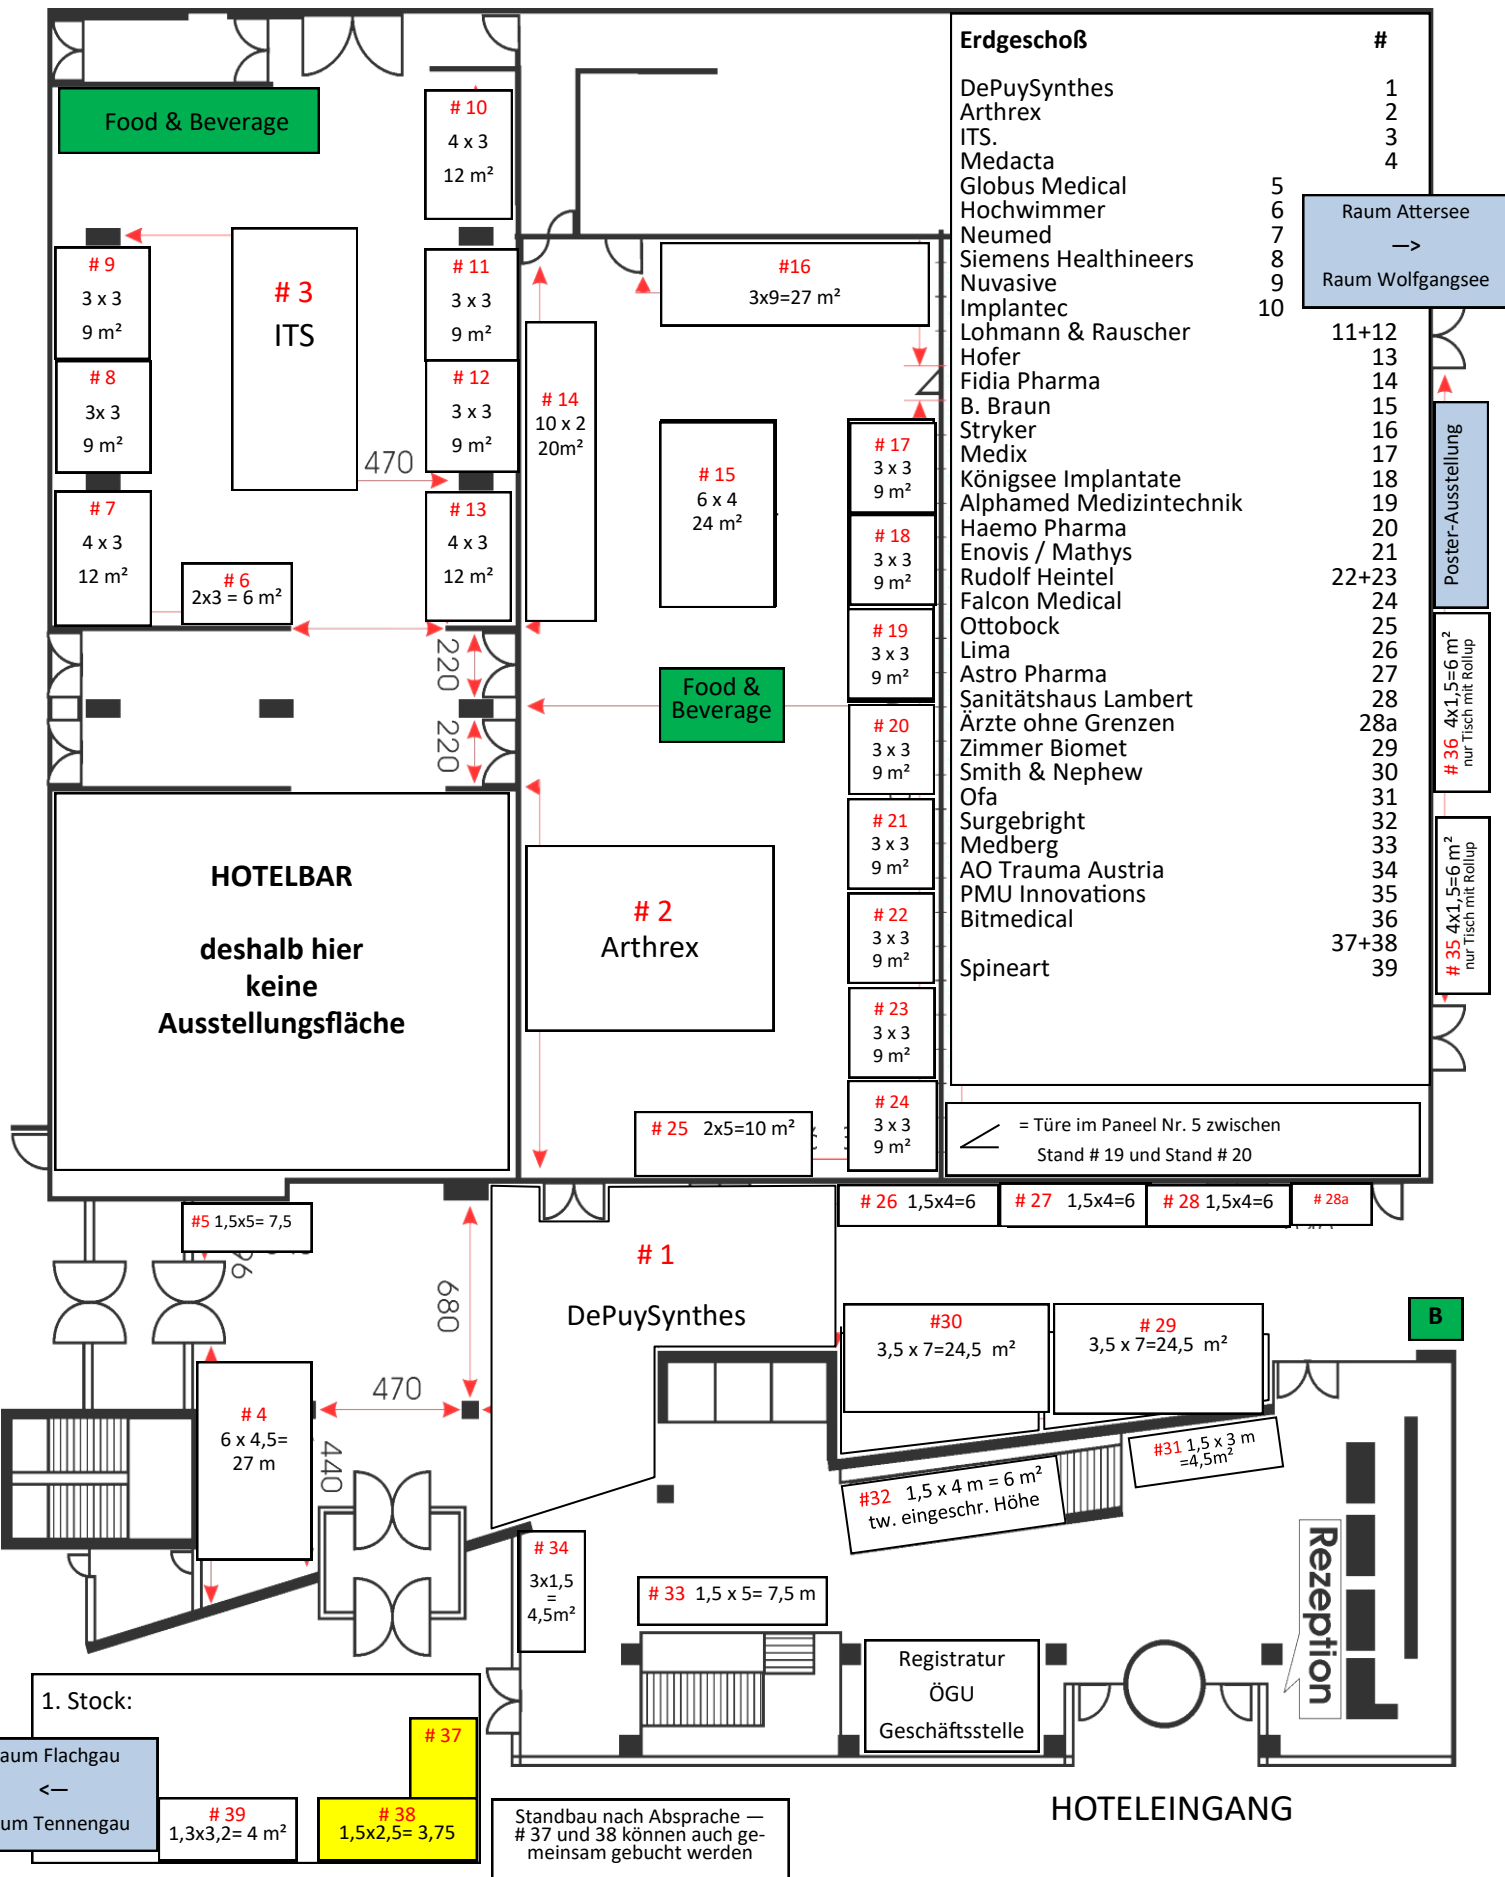 Erdgeschoß #
DePuySynthes 1
Arthrex 2
ITS. 3
Medacta 4
Globus Medical 5
Hochwimmer 6
Neumed 7
Siemens Healthineers 8
Nuvasive 9
Implantec 10
Lohmann & Rauscher 11+12
Hofer 13
Fidia Pharma 14
B. Braun 15
Stryker 16
Medix 17
Königsee Implantate 18
Alphamed Medizintechnik 19
Haemo Pharma 20
Enovis / Mathys 21
Rudolf Heintel 22+23
Falcon Medical 24
Ottobock 25
Lima 26
Astro Pharma 27
Sanitätshaus Lambert 28
Ärzte ohne Grenzen 28a
Zimmer Biomet 29
Smith & Nephew 30
Ofa 31
Surgebright 32
Medberg 33
AO Trauma Austria 34
PMU Innovations 35
Bitmedical 36
37+38
Spineart 39
Raum Attersee
—>
Raum Wolfgangsee
Poster-Ausstellung
# 36 4x1,5=6 m²
nur Tisch mit Rollup
# 35 4x1,5=6 m²
nur Tisch mit Rollup
Food & Beverage
# 10
4 x 3
12 m²
# 9
3 x 3
9 m²
# 3
ITS
# 11
3 x 3
9 m²
# 8
3x 3
9 m²
# 12
3 x 3
9 m²
470
# 7
4 x 3
12 m²
# 6
2x3 = 6 m²
# 13
4 x 3
12 m²
220
220
#16
3x9=27 m²
# 14
10 x 2
20m²
# 15
6 x 4
24 m²
# 17
3 x 3
9 m²
# 18
3 x 3
9 m²
# 19
3 x 3
9 m²
Food &
Beverage
# 20
3 x 3
9 m²
# 21
3 x 3
9 m²
# 2
Arthrex
# 22
3 x 3
9 m²
# 23
3 x 3
9 m²
# 24
3 x 3
9 m²
# 25 2x5=10 m²
HOTELBAR
deshalb hier
keine
Ausstellungsfläche
= Türe im Paneel Nr. 5 zwischen
Stand # 19 und Stand # 20
#5 1,5x5= 7,5
680
# 1
DePuySynthes
# 26 1,5x4=6
# 27 1,5x4=6
# 28 1,5x4=6
# 28a
#30
3,5 x 7=24,5 m²
# 29
3,5 x 7=24,5 m²
B
# 4
6 x 4,5=
27 m
470
440
#31 1,5 x 3 m
=4,5m²
#32 1,5 x 4 m = 6 m²
tw. eingeschr. Höhe
# 34
3x1,5
=
4,5m²
# 33 1,5 x 5= 7,5 m
Rezeption
Registratur
ÖGU
Geschäftsstelle
HOTELEINGANG
1. Stock:
aum Flachgau
<—
um Tennengau
# 37
# 39
1,3x3,2= 4 m²
# 38
1,5x2,5= 3,75
Standbau nach Absprache —
# 37 und 38 können auch ge-
meinsam gebucht werden